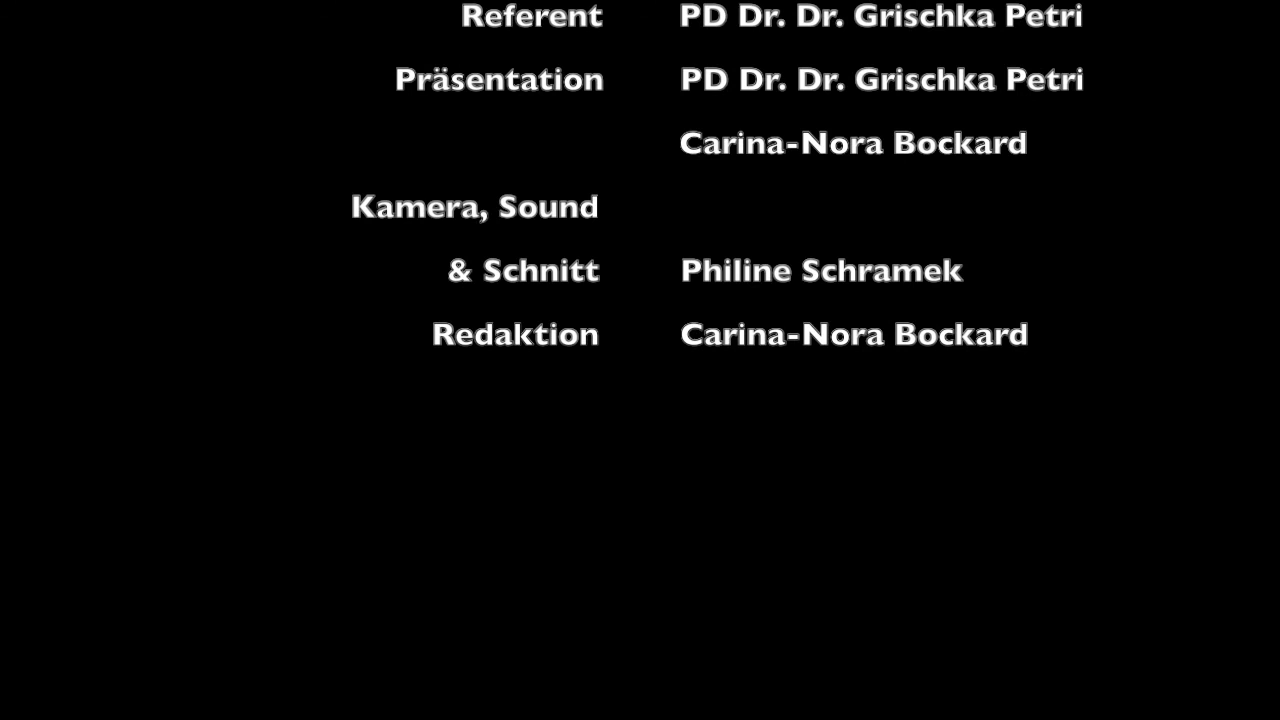 Referent PD Dr. Dr. Grischka Petri
Präsentation PD Dr. Dr. Grischka Petri
Carina-Nora Bockard
Kamera, Sound
& Schnitt Philine Schramek
Redaktion Carina-Nora Bockard